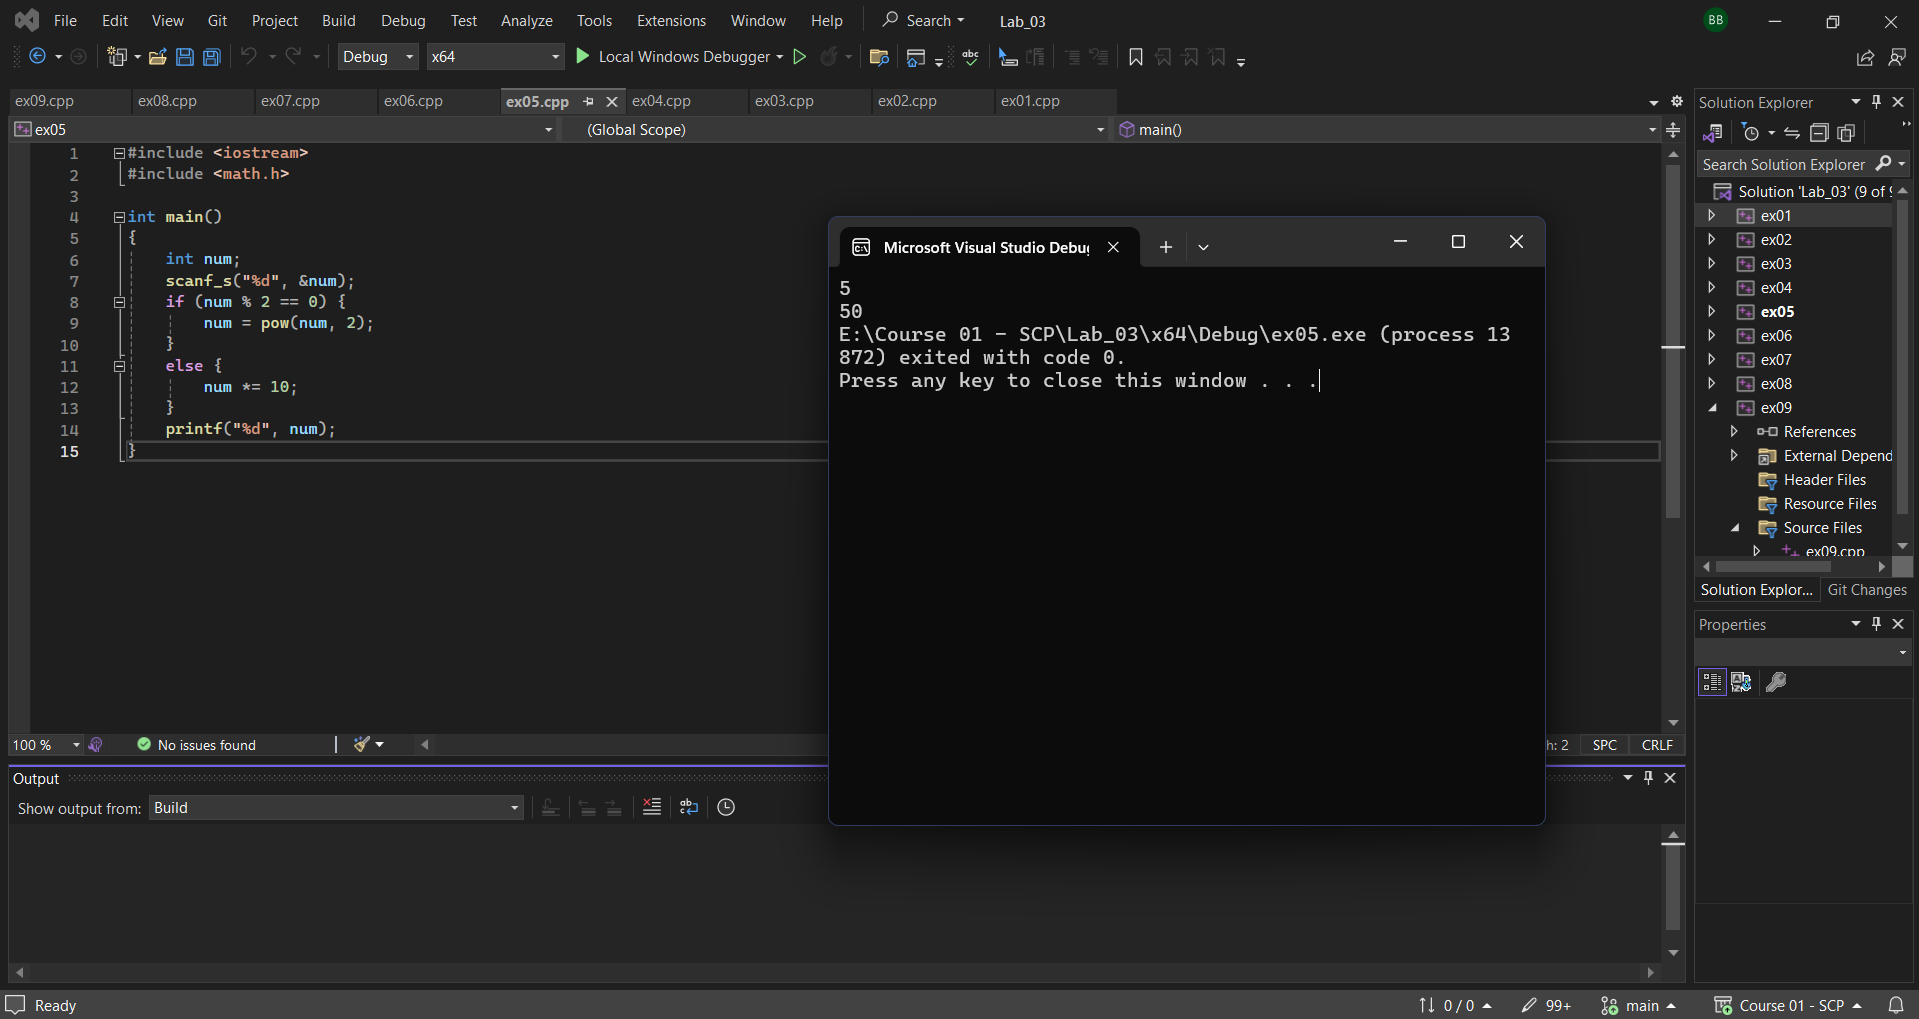 File Edit View Git Project Build Debug Test Analyze Tools Extensions Window Help Search Lab_03 BB
Debug x64 Local Windows Debugger
ex09.cpp ex08.cpp ex07.cpp ex06.cpp ex05.cpp ex04.cpp ex03.cpp ex02.cpp ex01.cpp
ex05 (Global Scope) main()
1 #include <iostream>
2 #include <math.h>
3
4 int main()
5 {
6 int num;
7 scanf_s("%d", &num);
8 if (num % 2 == 0) {
9 num = pow(num, 2);
10 }
11 else {
12 num *= 10;
13 }
14 printf("%d", num);
15 }
Microsoft Visual Studio Debu
5
50
E:\Course 01 - SCP\Lab_03\x64\Debug\ex05.exe (process 13
872) exited with code 0.
Press any key to close this window . . .
100 % No issues found h: 2 SPC CRLF
Output
Show output from: Build
Solution Explorer
Search Solution Explorer
Solution 'Lab_03' (9 of
ex01
ex02
ex03
ex04
ex05
ex06
ex07
ex08
ex09
References
External Depend
Header Files
Resource Files
Source Files
ex09.cpp
Solution Explor... Git Changes
Properties
Ready 0 / 0 99+ main Course 01 - SCP